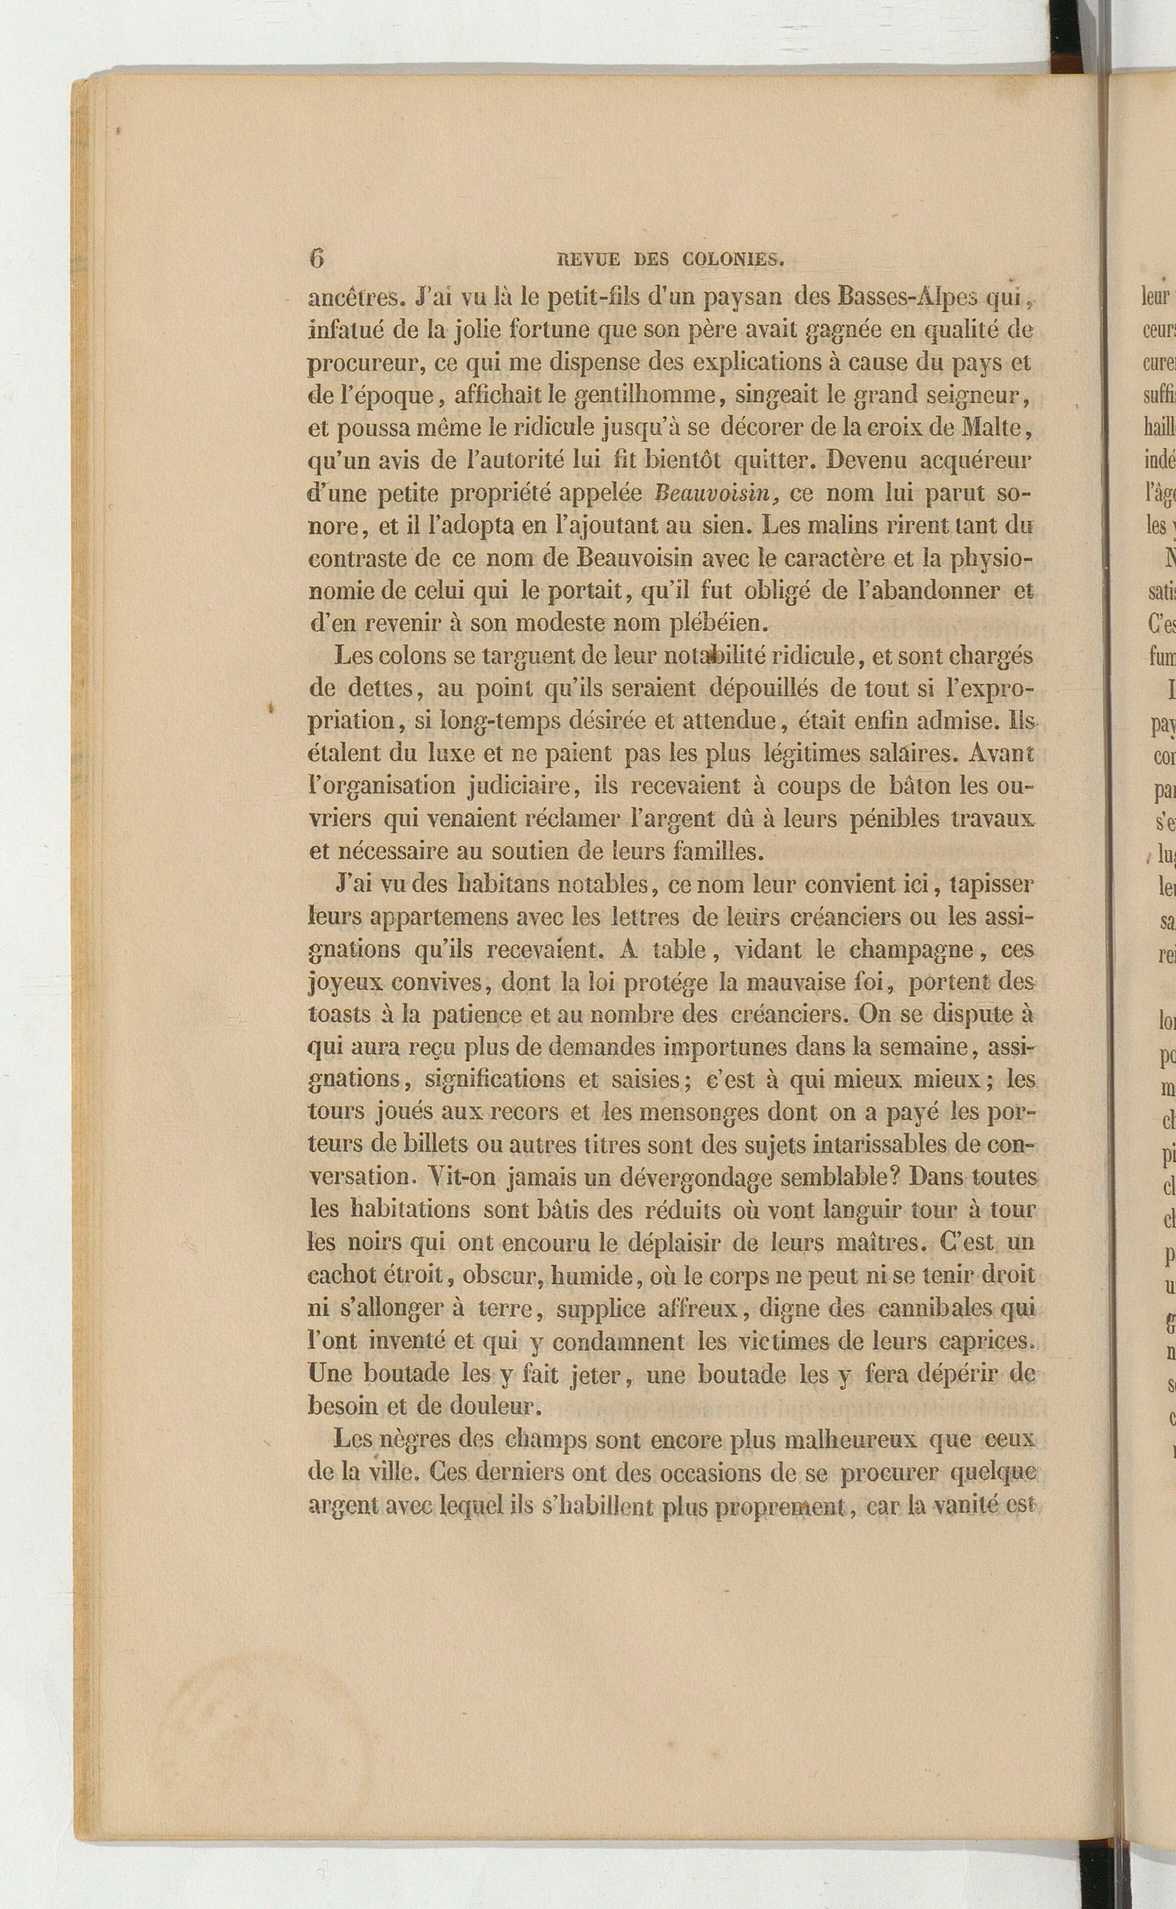 6 REVUE DES COLONIES.
ancêtres. J'ai vu là le petit-fils d'un paysan des Basses-Alpes qui,
infatué de la jolie fortune que son père avait gagnée en qualité de
procureur, ce qui me dispense des explications à cause du pays et
de l'époque, affichait le gentilhomme, singeait le grand seigneur,
et poussa même le ridicule jusqu'à se décorer de la croix de Malte,
qu'un avis de l'autorité lui fit bientôt quitter. Devenu acquéreur
d'une petite propriété appelée Beauvoisin, ce nom lui parut so-
nore, et il l'adopta en l'ajoutant au sien. Les malins rirent tant du
contraste de ce nom de Beauvoisin avec le caractère et la physio-
nomie de celui qui le portait, qu'il fut obligé de l'abandonner et
d'en revenir à son modeste nom plébéien.
Les colons se targuent de leur notabilité ridicule, et sont chargés
de dettes, au point qu'ils seraient dépouillés de tout si l'expro-
priation, si long-temps désirée et attendue, était enfin admise. Ils
étalent du luxe et ne paient pas les plus légitimes salaires. Avant
l'organisation judiciaire, ils recevaient à coups de bâton les ou-
vriers qui venaient réclamer l'argent dû à leurs pénibles travaux
et nécessaire au soutien de leurs familles.
J'ai vu des habitans notables, ce nom leur convient ici, tapisser
leurs appartemens avec les lettres de leurs créanciers ou les assi-
gnations qu'ils recevaient. A table, vidant le champagne, ces
joyeux convives, dont la loi protége la mauvaise foi, portent des
toasts à la patience et au nombre des créanciers. On se dispute à
qui aura reçu plus de demandes importunes dans la semaine, assi-
gnations, significations et saisies; c'est à qui mieux mieux; les
tours joués aux recors et les mensonges dont on a payé les por-
teurs de billets ou autres titres sont des sujets intarissables de con-
versation. Vit-on jamais un dévergondage semblable? Dans toutes
les habitations sont bâtis des réduits où vont languir tour à tour
les noirs qui ont encouru le déplaisir de leurs maîtres. C'est un
cachot étroit, obscur, humide, où le corps ne peut ni se tenir droit
ni s'allonger à terre, supplice affreux, digne des cannibales qui
l'ont inventé et qui y condamnent les victimes de leurs caprices.
Une boutade les y fait jeter, une boutade les y fera dépérir de
besoin et de douleur.
Les nègres des champs sont encore plus malheureux que ceux
de la ville. Ces derniers ont des occasions de se procurer quelque
argent avec lequel ils s'habillent plus proprement, car la vanité est